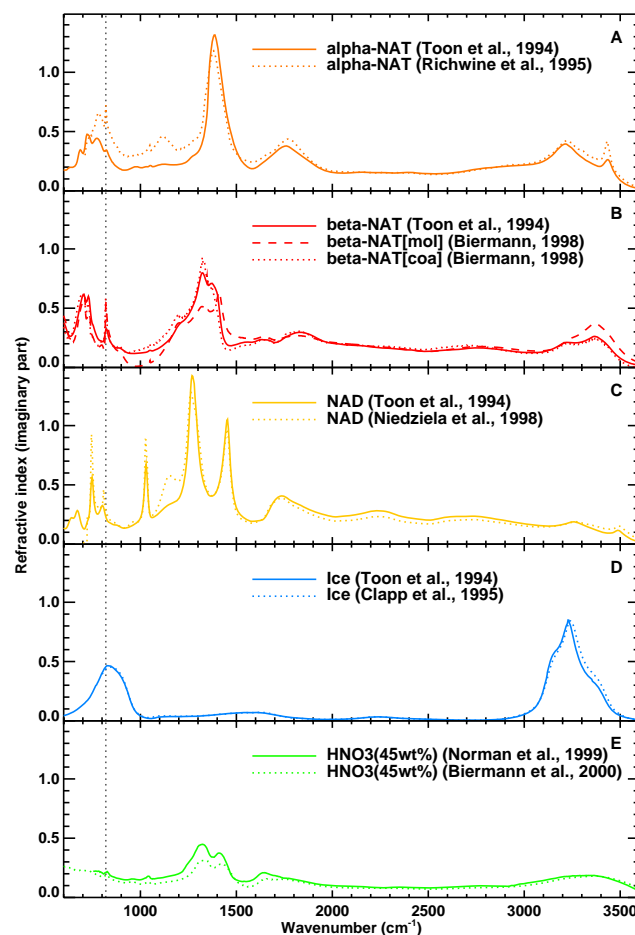 A
alpha-NAT (Toon et al., 1994)
alpha-NAT (Richwine et al., 1995)
1.0
0.5
0.0
B
beta-NAT (Toon et al., 1994)
beta-NAT[mol] (Biermann, 1998)
beta-NAT[coa] (Biermann, 1998)
1.0
0.5
0.0
C
NAD (Toon et al., 1994)
NAD (Niedziela et al., 1998)
1.0
0.5
0.0
D
Ice (Toon et al., 1994)
Ice (Clapp et al., 1995)
1.0
0.5
0.0
E
HNO3(45wt%) (Norman et al., 1999)
HNO3(45wt%) (Biermann et al., 2000)
1.0
0.5
0.0
1000 1500 2000 2500 3000 3500
Wavenumber (cm⁻¹)
Refractive index (imaginary part)